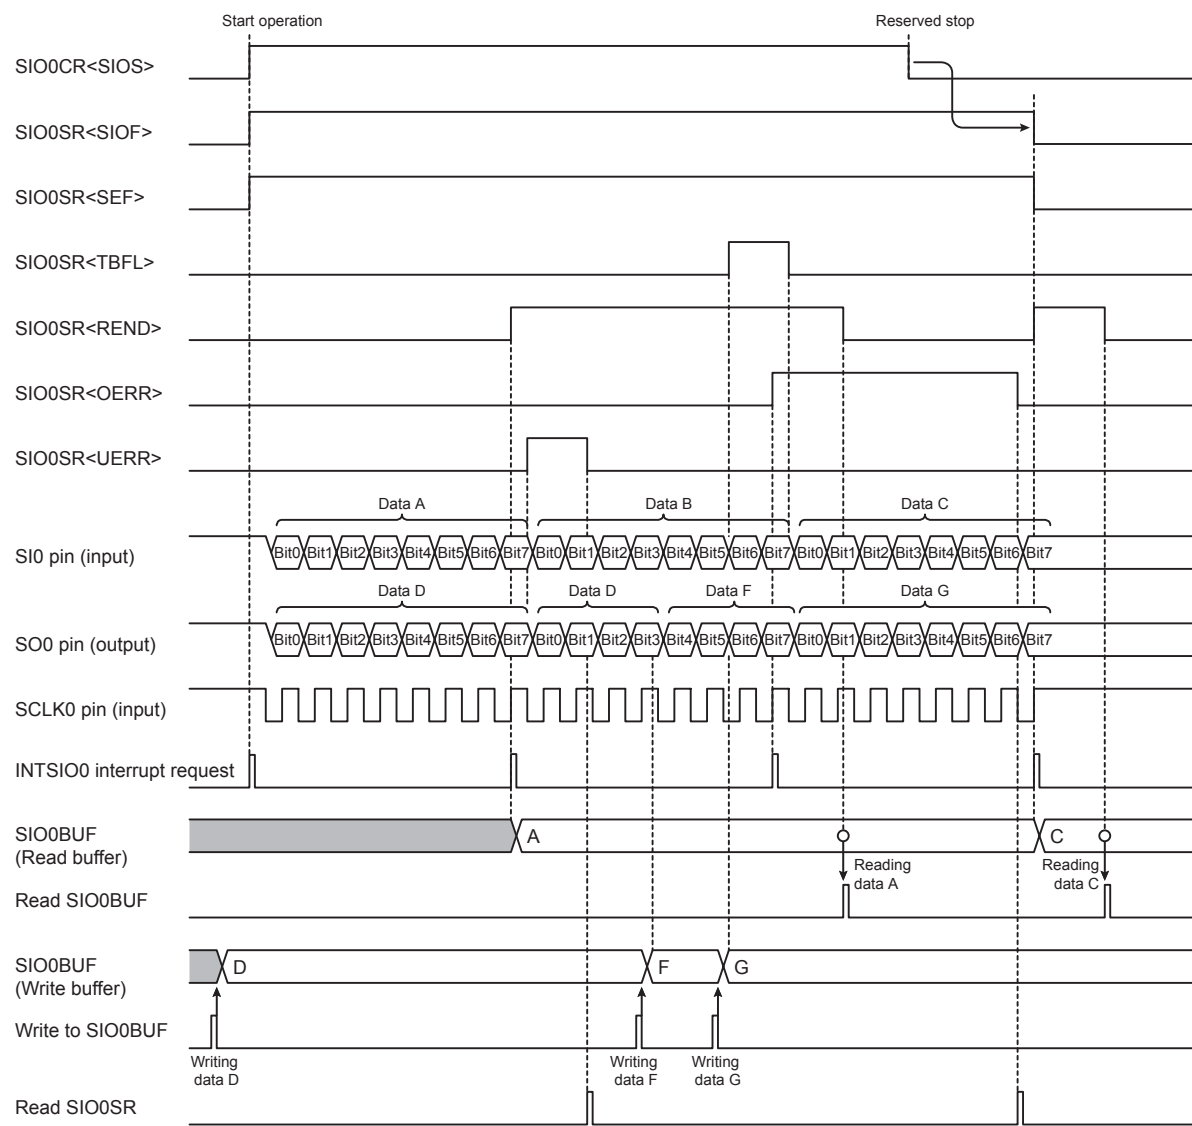 Start operation
Reserved stop
SIO0CR<SIOS>
SIO0SR<SIOF>
SIO0SR<SEF>
SIO0SR<TBFL>
SIO0SR<REND>
SIO0SR<OERR>
SIO0SR<UERR>
Data A
Data B
Data C
SI0 pin (input)
Bit0 Bit1 Bit2 Bit3 Bit4 Bit5 Bit6 Bit7 Bit0 Bit1 Bit2 Bit3 Bit4 Bit5 Bit6 Bit7 Bit0 Bit1 Bit2 Bit3 Bit4 Bit5 Bit6 Bit7
Data D
Data D
Data F
Data G
SO0 pin (output)
Bit0 Bit1 Bit2 Bit3 Bit4 Bit5 Bit6 Bit7 Bit0 Bit1 Bit2 Bit3 Bit4 Bit5 Bit6 Bit7 Bit0 Bit1 Bit2 Bit3 Bit4 Bit5 Bit6 Bit7
SCLK0 pin (input)
INTSIO0 interrupt request
SIO0BUF
(Read buffer)
A
C
Reading
data A
Reading
data C
Read SIO0BUF
SIO0BUF
(Write buffer)
D
F
G
Write to SIO0BUF
Writing
data D
Writing
data F
Writing
data G
Read SIO0SR